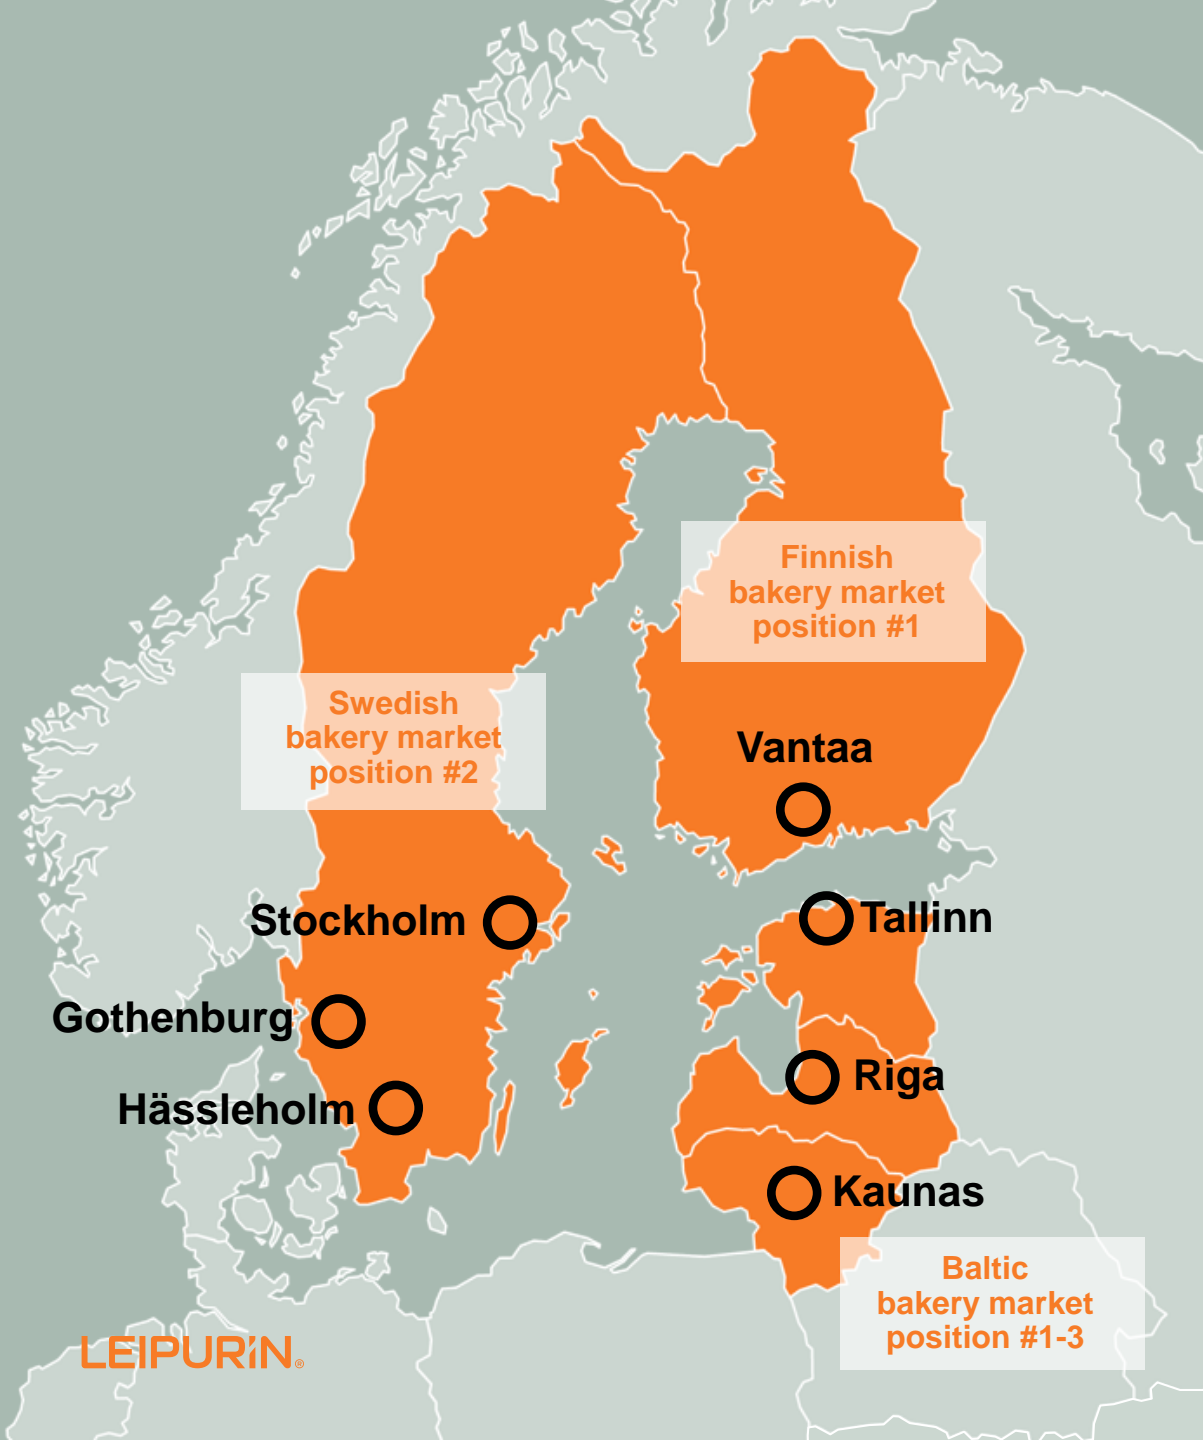 Finnish
bakery market
position #1
Swedish
bakery market
position #2
Vantaa
Stockholm
Tallinn
Gothenburg
Riga
Hässleholm
Kaunas
Baltic
bakery market
position #1-3
LEIPURIN®